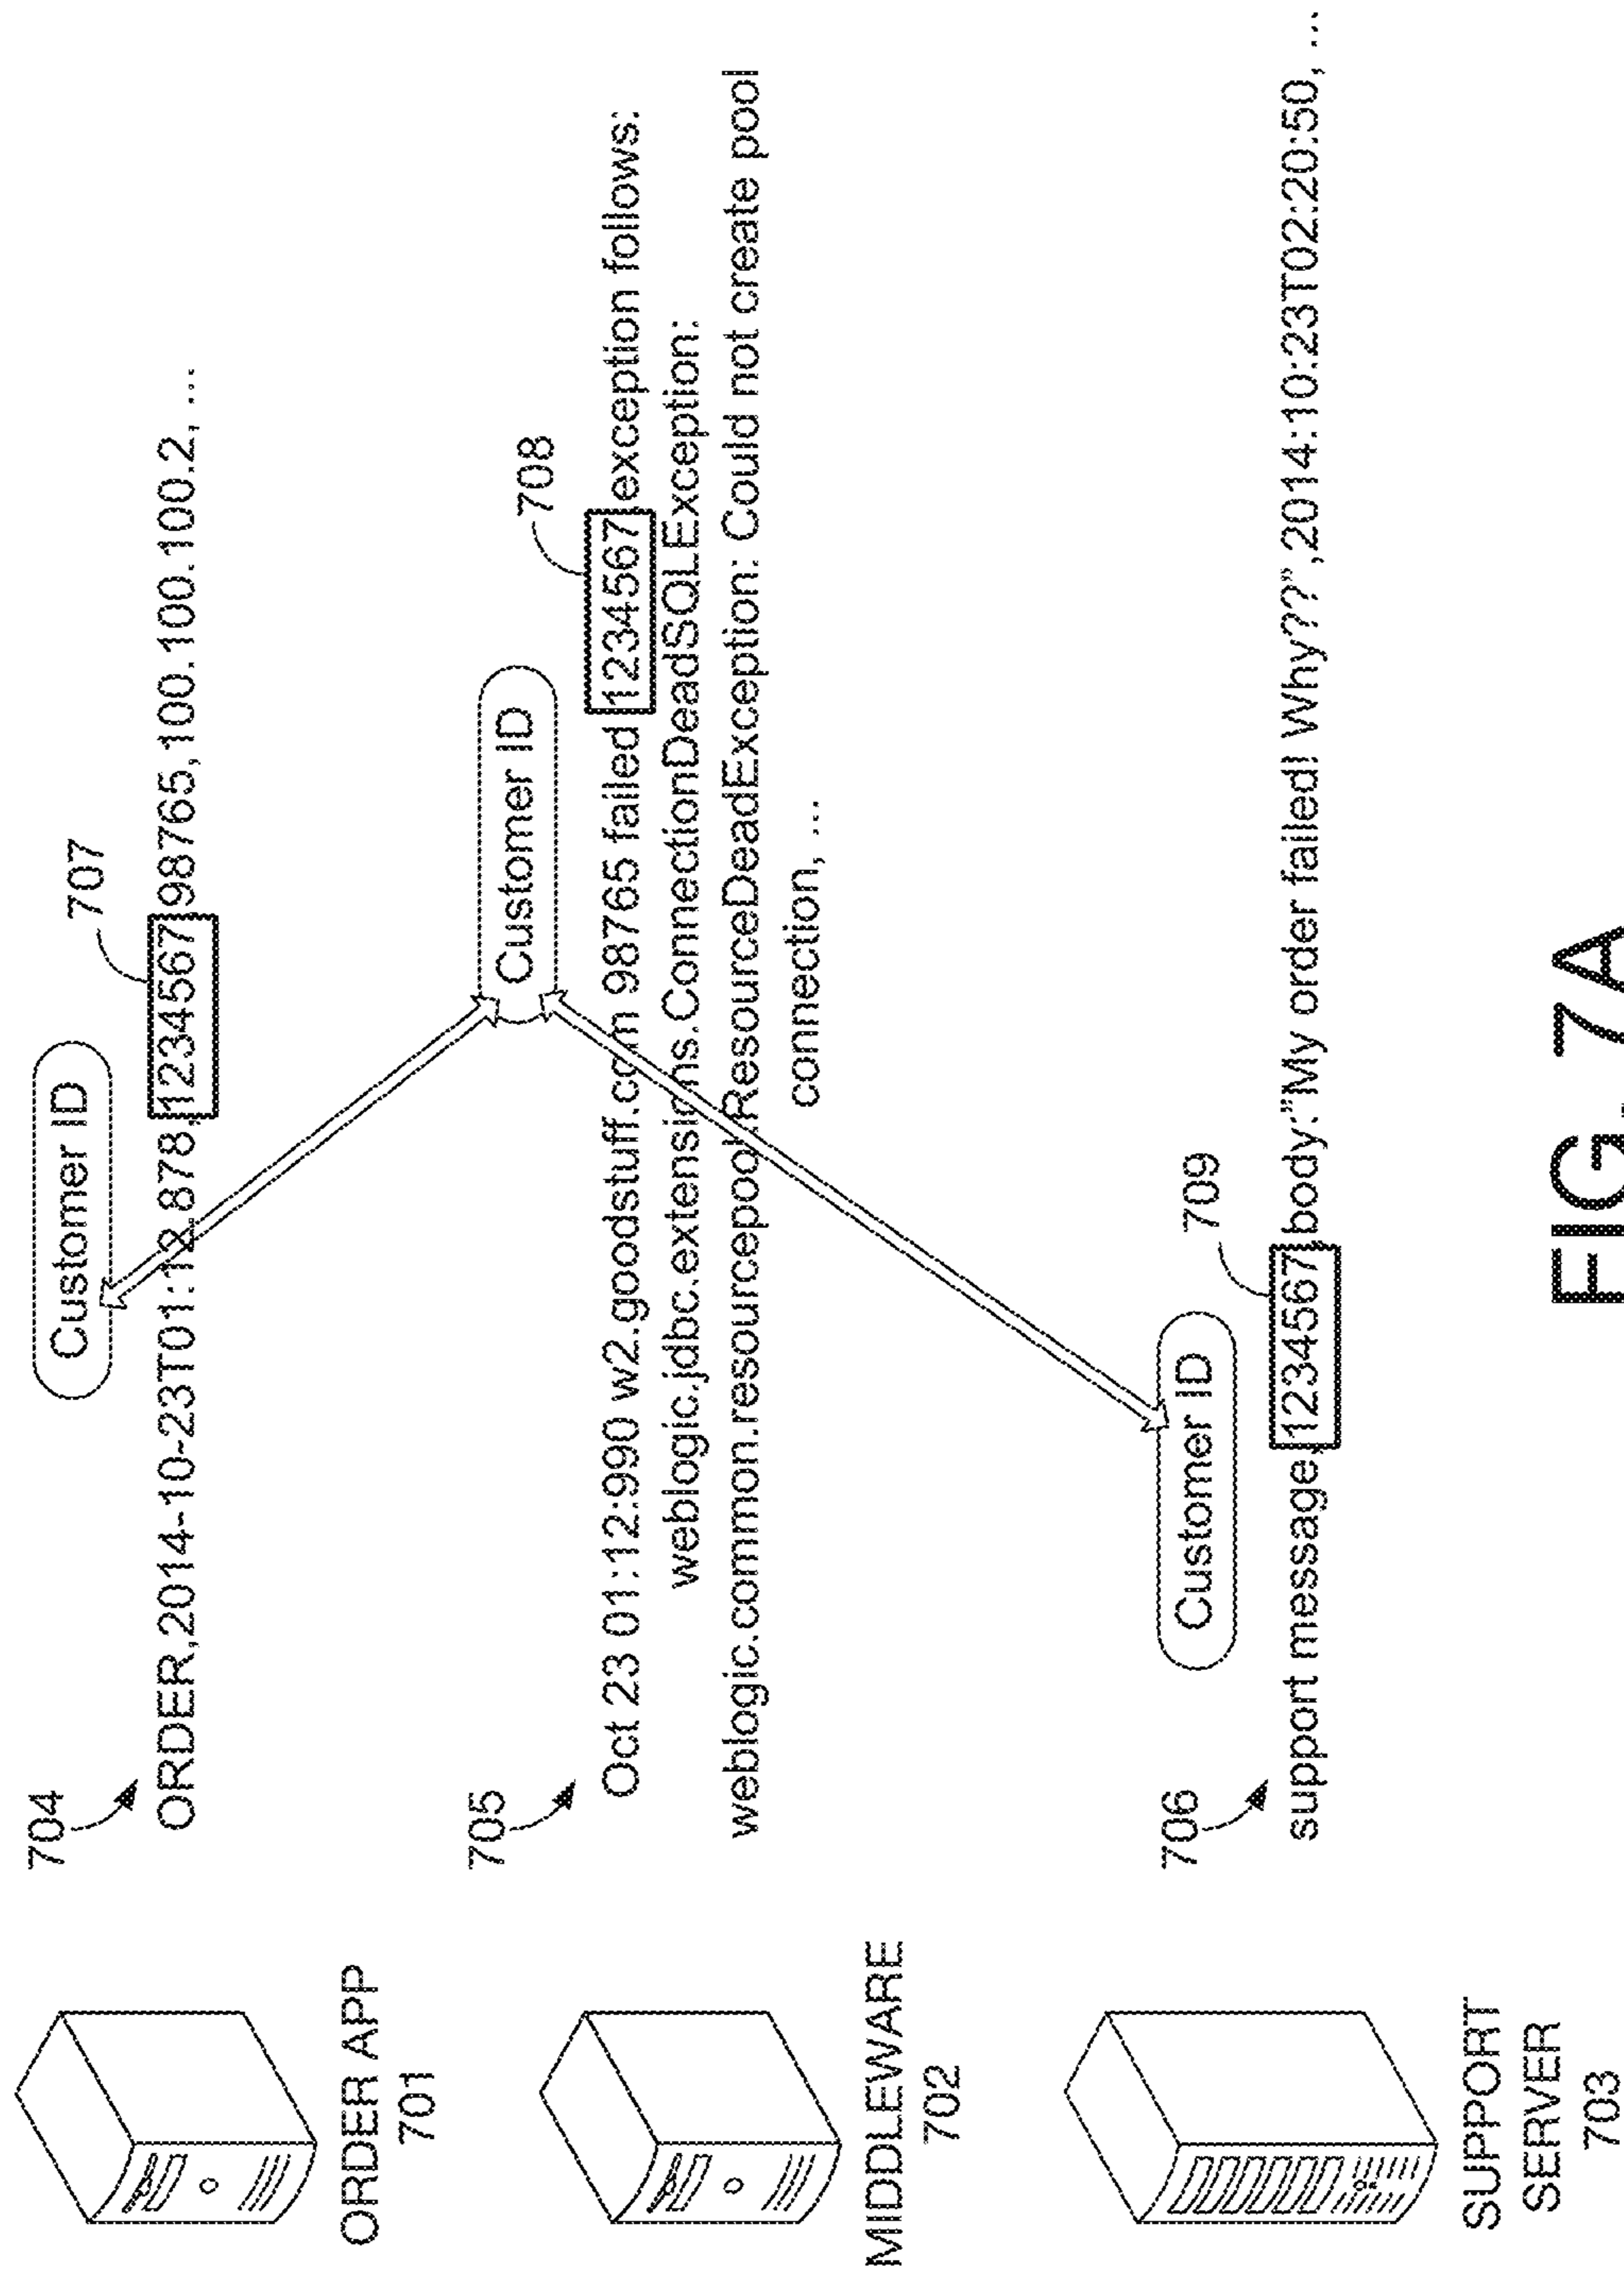 704
Customer ID
707
ORDER,2014-10-23T01:12.878,1234567,98765,100.100.100.2, ...
ORDER APP
701
705
Customer ID
708
Oct 23 01:12:990 w2.goodstuff.com 98765 failed 1234567 exception follows:
weblogic.jdbc.extensions.ConnectionDeadSQLException:
weblogic.common.resourcepool.ResourceDeadException: Could not create pool
connection, ...
MIDDLEWARE
702
706
Customer ID
709
support message,1234567,body:"My order failed! Why??",2014:10:23T02:20:50, ...
SUPPORT
SERVER
703
FIG. 7A